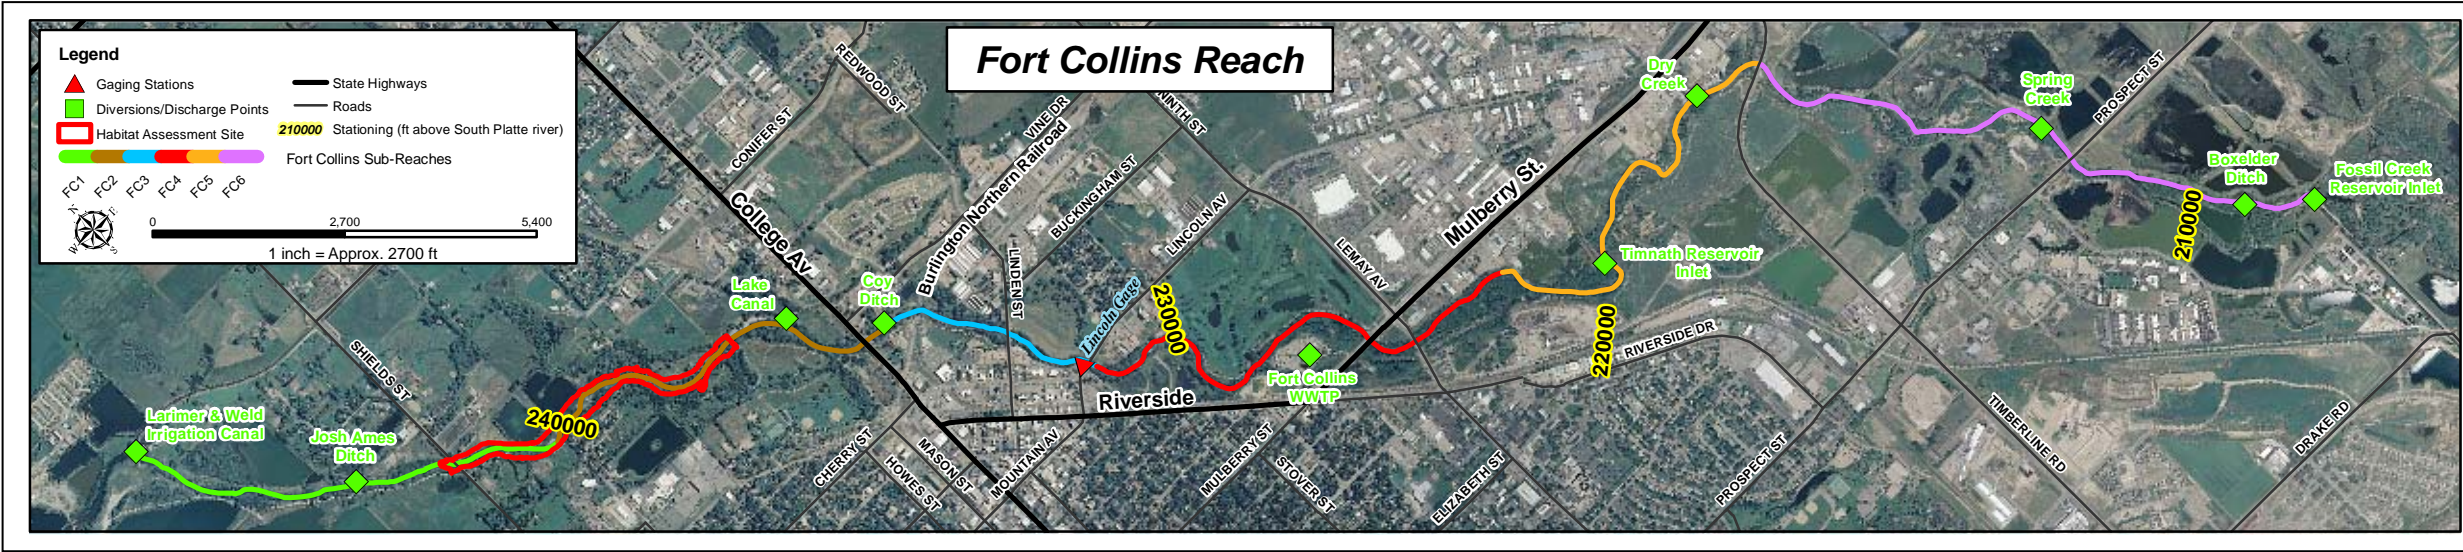 Fort Collins Reach
Legend
Gaging Stations
Diversions/Discharge Points
Habitat Assessment Site
State Highways
Roads
210000 Stationing (ft above South Platte river)
Fort Collins Sub-Reaches
FC1 FC2 FC3 FC4 FC5 FC6
N E W S
0 2,700 5,400
1 inch = Approx. 2700 ft
REDWOOD ST
CONIFER ST
VINE DR
NINTH ST
Burlington Northern Railroad
BUCKINGHAM ST
LINCOLN AV
College Av.
LINDEN ST
LEMAY AV
Mulberry St.
Dry
Creek
Spring
Creek
PROSPECT ST
Boxelder
Ditch
Fossil Creek
Reservoir Inlet
210000
Timnath Reservoir
Inlet
220000
RIVERSIDE DR
Lake
Canal
Coy
Ditch
Lincoln Gage
230000
Fort Collins
WWTP
Riverside
SHIELDS ST
240000
Larimer & Weld
Irrigation Canal
Josh Ames
Ditch
CHERRY ST
HOWES ST
MASON ST
MOUNTAIN AV
MULBERRY ST
STOVER ST
ELIZABETH ST
PROSPECT ST
TIMBERLINE RD
DRAKE RD